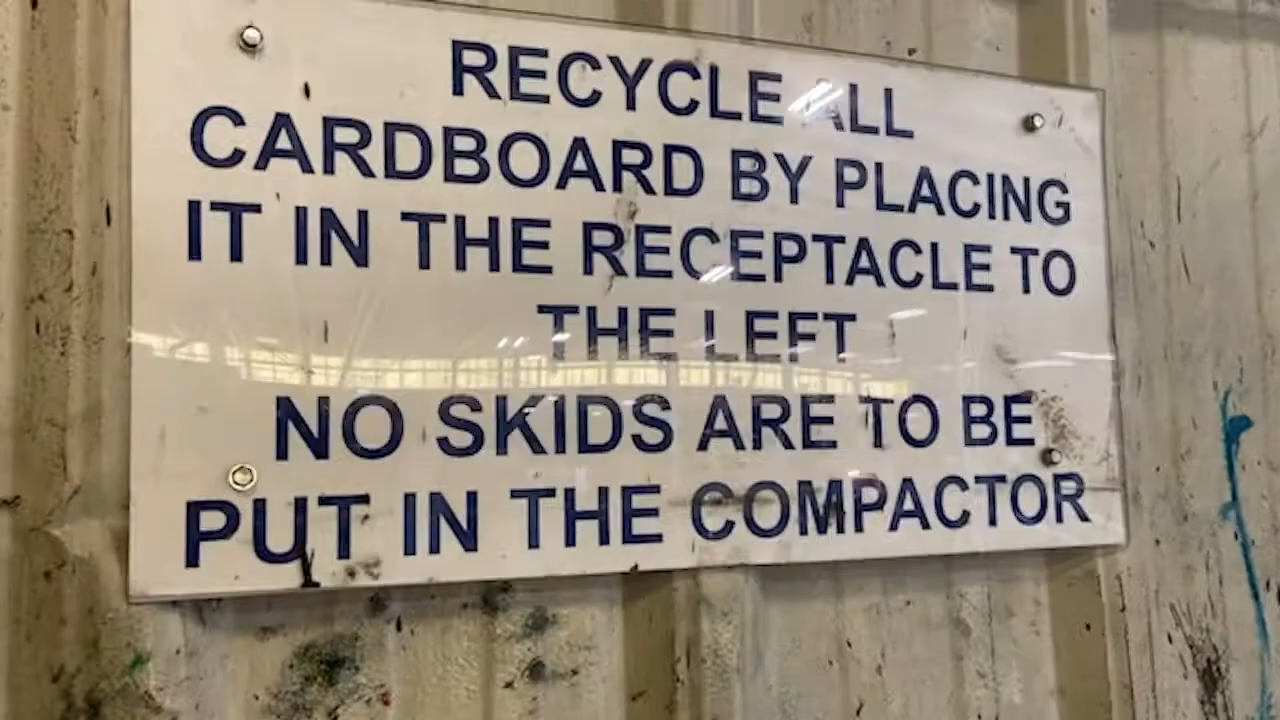 RECYCLE ALL
CARDBOARD BY PLACING
IT IN THE RECEPTACLE TO
THE LEFT
NO SKIDS ARE TO BE
PUT IN THE COMPACTOR